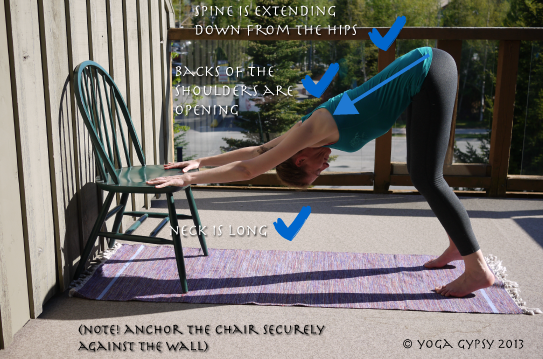 SPINE IS EXTENDING
DOWN FROM THE HIPS
BACKS OF THE
SHOULDERS ARE
OPENING
NECK IS LONG
(NOTE! ANCHOR THE CHAIR SECURELY
AGAINST THE WALL)
© YOGA GYPSY 2013